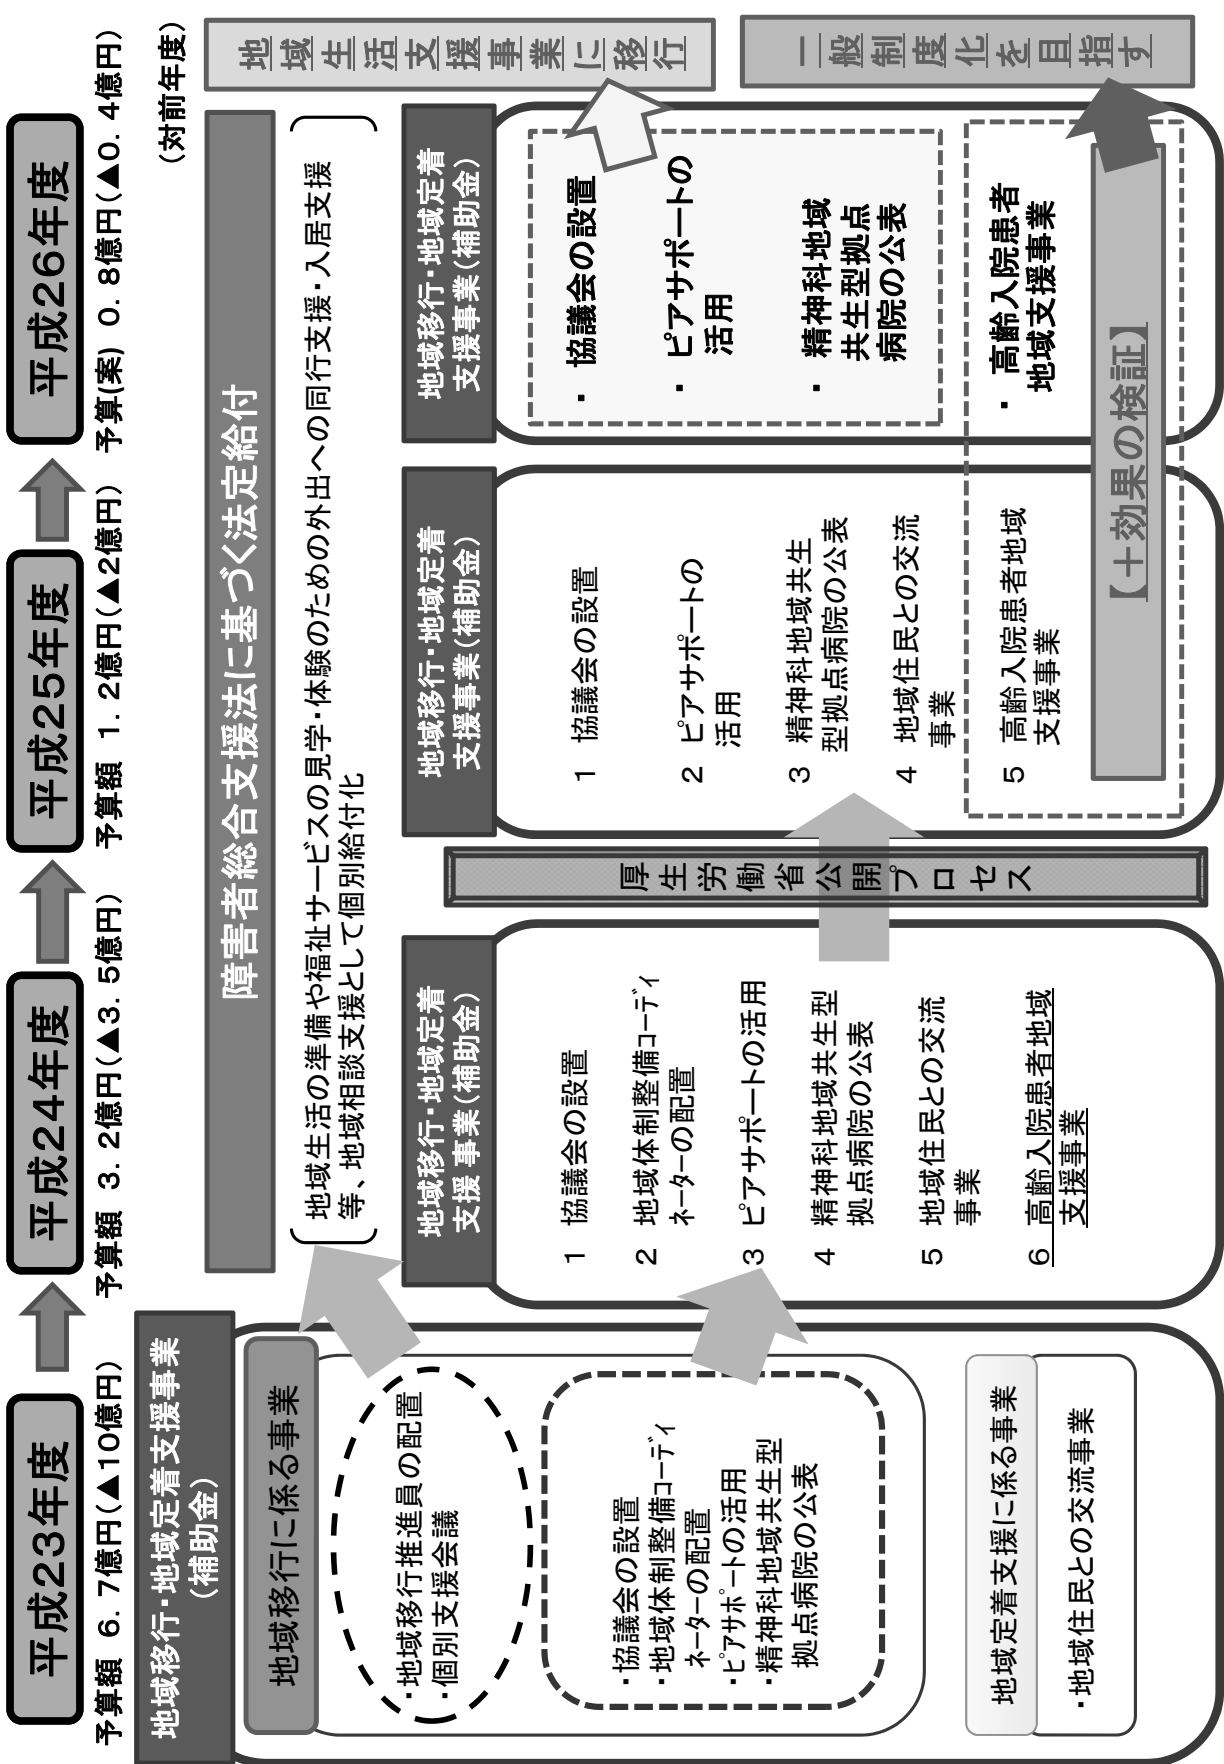 平成23年度
平成24年度
平成25年度
平成26年度
予算額 6.7億円(▲10億円)
予算額 3.2億円(▲3.5億円)
予算額 1.2億円(▲2億円)
予算(案) 0.8億円(▲0.4億円)
(対前年度)
地域移行・地域定着支援事業
(補助金)
地域移行に係る事業
・地域移行推進員の配置
・個別支援会議
・協議会の設置
・地域体制整備コーディ
ネーターの配置
・ピアサポートの活用
・精神科地域共生型
拠点病院の公表
地域定着支援に係る事業
・地域住民との交流事業
障害者総合支援法に基づく法定給付
地域生活の準備や福祉サービスの見学・体験のための外出への同行支援・入居支援
等、地域相談支援として個別給付化
地域移行・地域定着
支援 事業(補助金)
1 協議会の設置
2 地域体制整備コーディ
ネーターの配置
3 ピアサポートの活用
4 精神科地域共生型
拠点病院の公表
5 地域住民との交流
事業
6 高齢入院患者地域
支援事業
厚生労働省公開プロセス
地域移行・地域定着
支援事業(補助金)
1 協議会の設置
2 ピアサポートの
活用
3 精神科地域共生
型拠点病院の公表
4 地域住民との交流
事業
5 高齢入院患者地域
支援事業
地域移行・地域定着
支援事業(補助金)
・ 協議会の設置
・ ピアサポートの
活用
・ 精神科地域
共生型拠点
病院の公表
・ 高齢入院患者
地域支援事業
【+効果の検証】
地域生活支援事業に移行
一般制度化を目指す